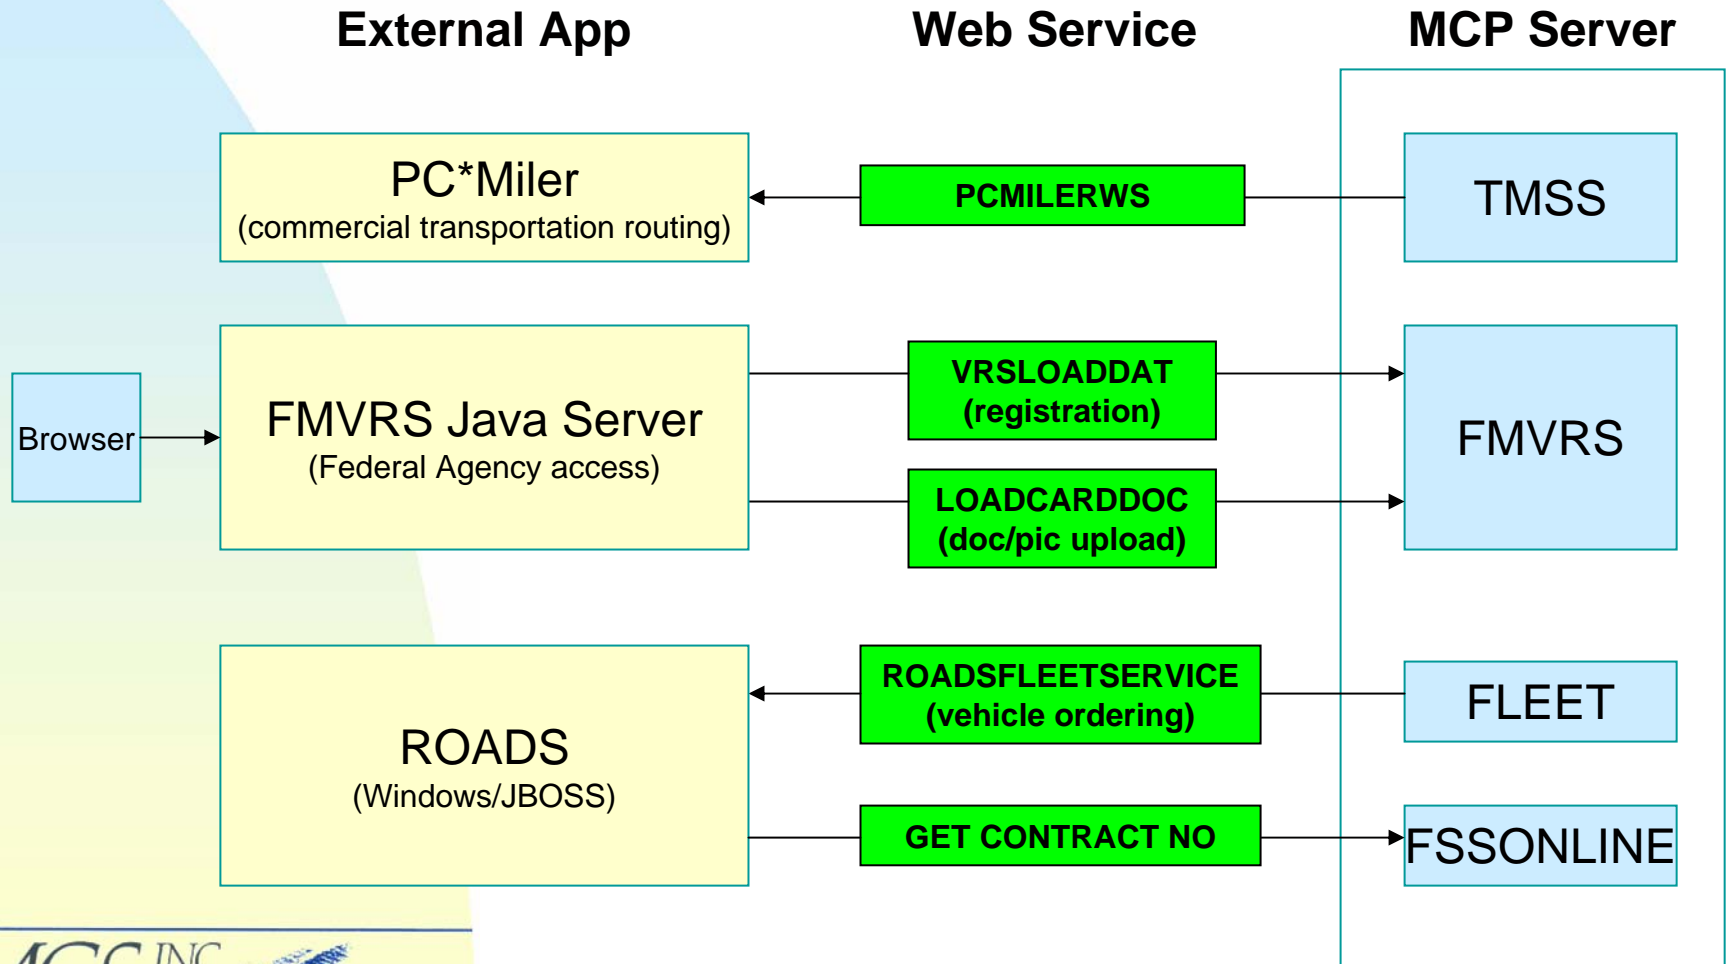 External App
Web Service
MCP Server
PC*Miler
(commercial transportation routing)
PCMILERWS
TMSS
Browser
FMVRS Java Server
(Federal Agency access)
VRSLOADDAT
(registration)
LOADCARDDOC
(doc/pic upload)
FMVRS
ROADS
(Windows/JBOSS)
ROADSFLEETSERVICE
(vehicle ordering)
GET CONTRACT NO
FLEET
FSSONLINE
INC